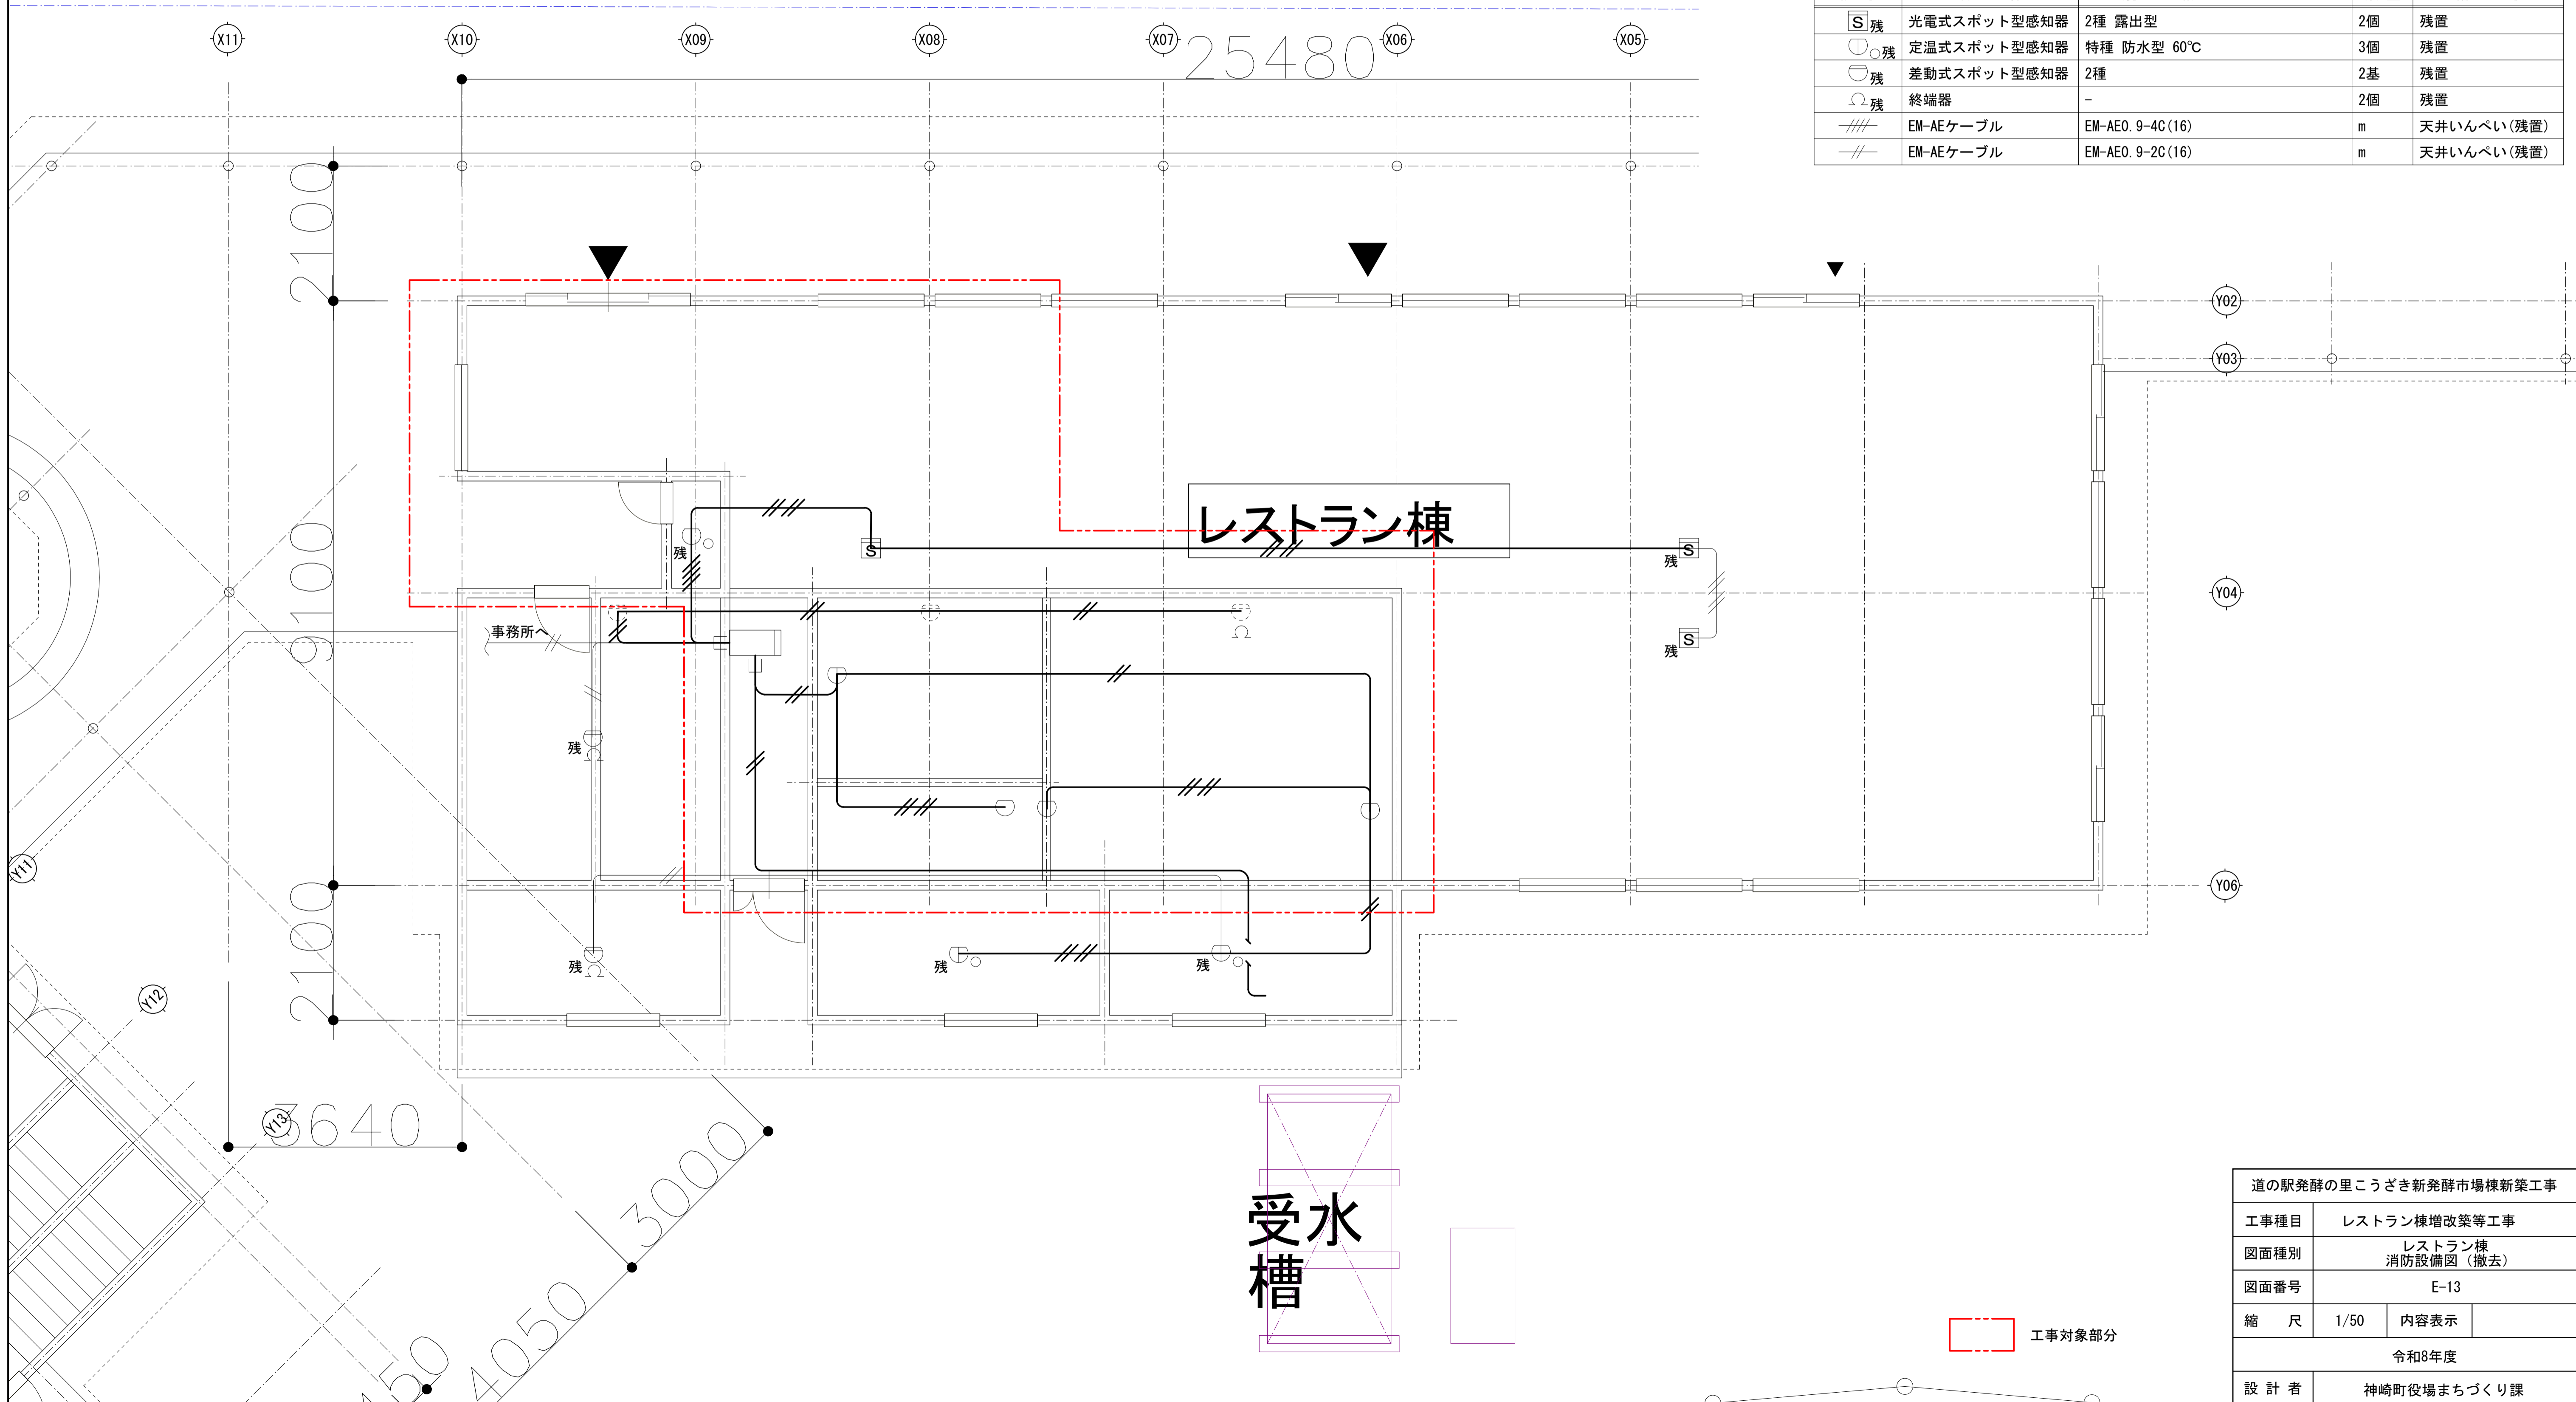 X11 X10 X09 X08 X07 X06 X05
25480
S残 光電式スポット型感知器 2種 露出型 2個 残置
残 定温式スポット型感知器 特種 防水型 60℃ 3個 残置
残 差動式スポット型感知器 2種 2基 残置
残 終端器 - 2個 残置
EM-AEケーブル EM-AE0.9-4C(16) m 天井いんぺい(残置)
EM-AEケーブル EM-AE0.9-2C(16) m 天井いんぺい(残置)
2100
Y02
Y03
レストラン棟
残
S
S
残
9100
Y04
事務所へ
S
残
残
Y11
Y06
2100
残
残
残
Y12
Y13
3640
3000
4050
受水
槽
道の駅発酵の里こうざき新発酵市場棟新築工事
工事種目 レストラン棟増改築等工事
図面種別 レストラン棟
消防設備図（撤去）
図面番号 E-13
縮 尺 1/50 内容表示
工事対象部分
令和8年度
設 計 者 神崎町役場まちづくり課